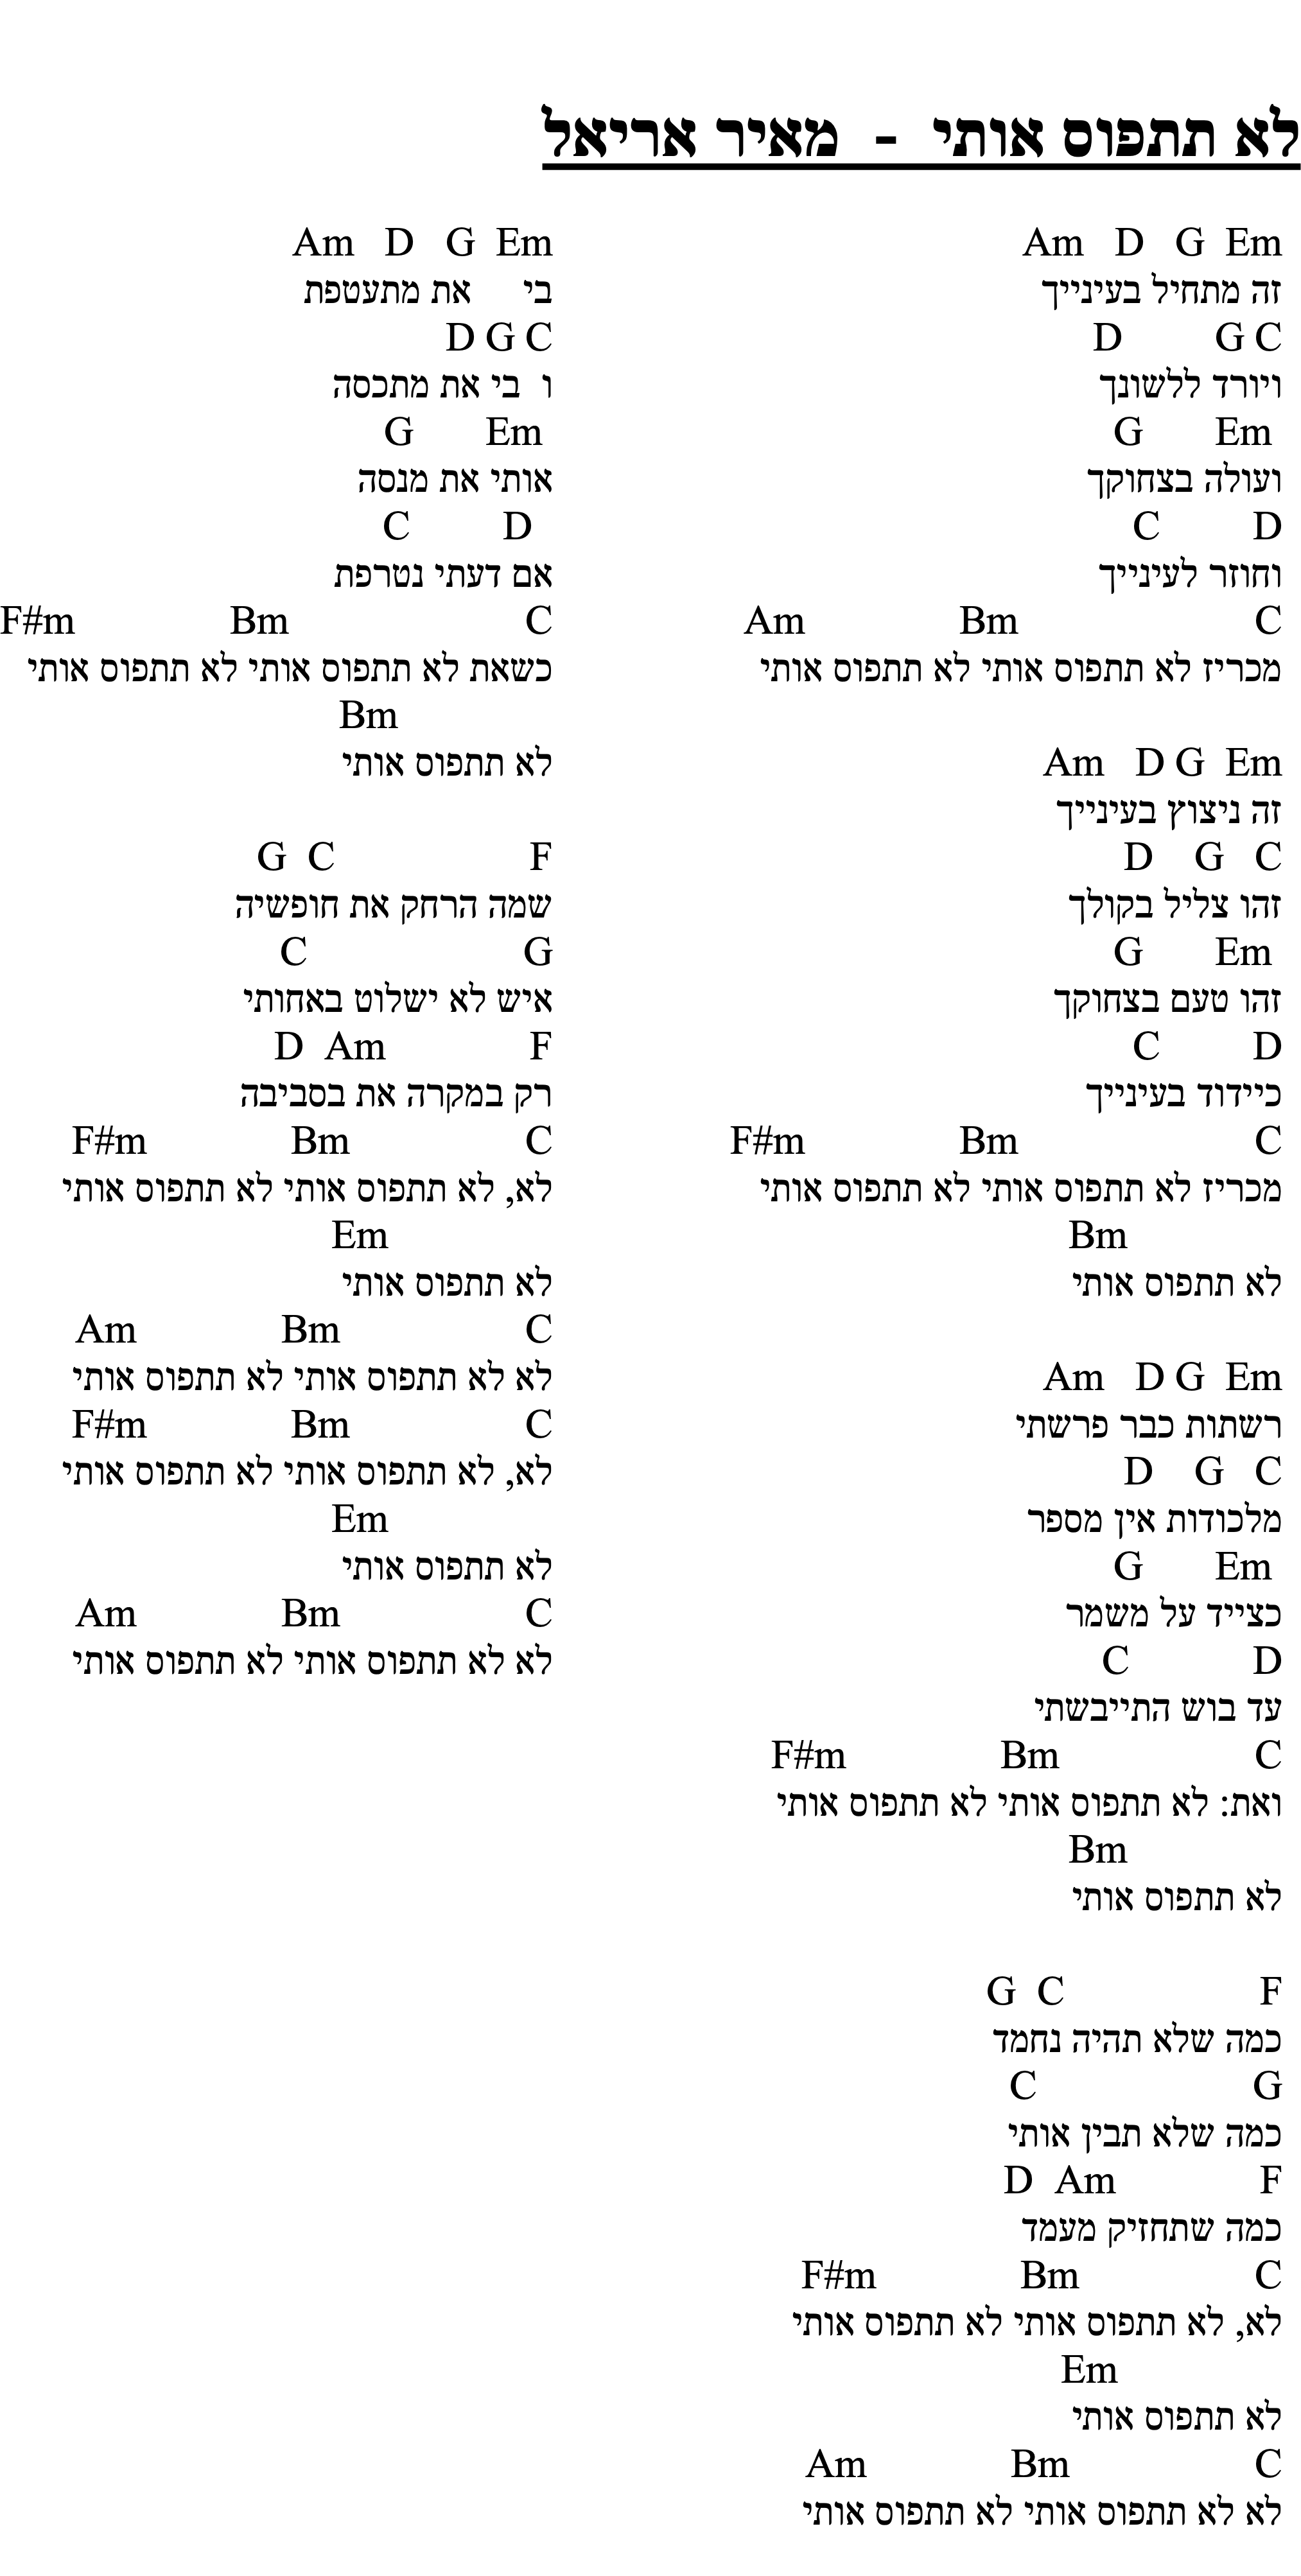 לא תתפוס אותי - מאיר אריאל
Am D G Em
זה מתחיל בעינייך
D G C
ויורד ללשונך
G Em
ועולה בצחוקך
C D
וחוזר לעינייך
Am Bm C
מכריז לא תתפוס אותי לא תתפוס אותי
Am D G Em
זה ניצוץ בעינייך
D G C
זהו צליל בקולך
G Em
זהו טעם בצחוקך
C D
כיידוד בעינייך
F#m Bm C
מכריז לא תתפוס אותי לא תתפוס אותי
Bm
לא תתפוס אותי
Am D G Em
רשתות כבר פרשתי
D G C
מלכודות אין מספר
G Em
כצייד על משמר
C D
עד בוש התייבשתי
F#m Bm C
ואת: לא תתפוס אותי לא תתפוס אותי
Bm
לא תתפוס אותי
G C F
כמה שלא תהיה נחמד
C G
כמה שלא תבין אותי
D Am F
כמה שתחזיק מעמד
F#m Bm C
לא, לא תתפוס אותי לא תתפוס אותי
Em
לא תתפוס אותי
Am Bm C
לא לא תתפוס אותי לא תתפוס אותי
Am D G Em
בי את מתעטפת
D G C
ו בי את מתכסה
G Em
אותי את מנסה
C D
אם דעתי נטרפת
F#m Bm C
כשאת לא תתפוס אותי לא תתפוס אותי
Bm
לא תתפוס אותי
G C F
שמה הרחק את חופשיה
C G
איש לא ישלוט באחותי
D Am F
רק במקרה את בסביבה
F#m Bm C
לא, לא תתפוס אותי לא תתפוס אותי
Em
לא תתפוס אותי
Am Bm C
לא לא תתפוס אותי לא תתפוס אותי
F#m Bm C
לא, לא תתפוס אותי לא תתפוס אותי
Em
לא תתפוס אותי
Am Bm C
לא לא תתפוס אותי לא תתפוס אותי